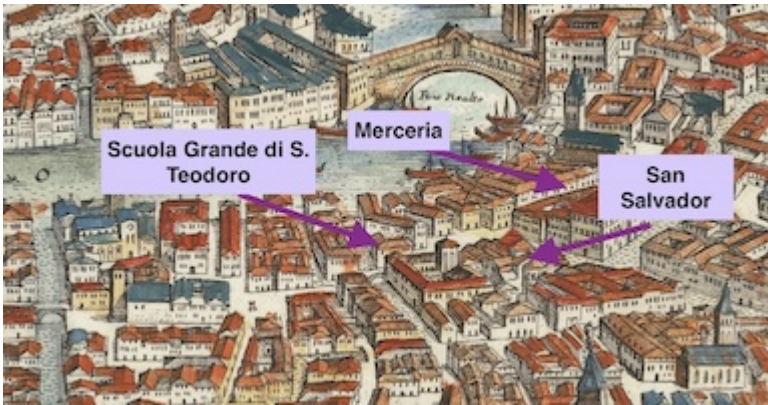 Merceria
Scuola Grande di S.
Teodoro
San
Salvador